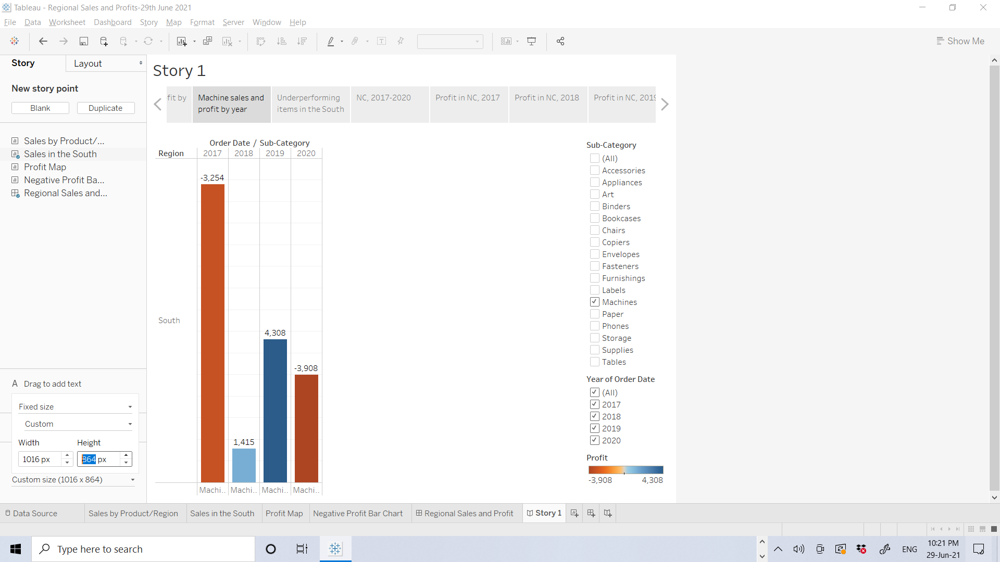 Tableau - Regional Sales and Profits-29th June 2021
File Data Worksheet Dashboard Story Map Format Server Window Help
Show Me
Story Layout
New story point
Blank Duplicate
Sales by Product/...
Sales in the South
Profit Map
Negative Profit Ba...
Regional Sales and...
A Drag to add text
Fixed size
Custom
Width Height
1016 px 864 px
Custom size (1016 x 864)
Story 1
fit by
Machine sales and
profit by year
Underperforming
items in the South
NC, 2017-2020
Profit in NC, 2017
Profit in NC, 2018
Profit in NC, 2019
Order Date / Sub-Category
Region 2017 2018 2019 2020
-3,254
4,308
South
-3,908
1,415
Machi.. Machi.. Machi.. Machi..
Sub-Category
(All)
Accessories
Appliances
Art
Binders
Bookcases
Chairs
Copiers
Envelopes
Fasteners
Furnishings
Labels
Machines
Paper
Phones
Storage
Supplies
Tables
Year of Order Date
(All)
2017
2018
2019
2020
Profit
-3,908 4,308
Data Source Sales by Product/Region Sales in the South Profit Map Negative Profit Bar Chart Regional Sales and Profit Story 1
Type here to search
ENG
10:21 PM
29-Jun-21